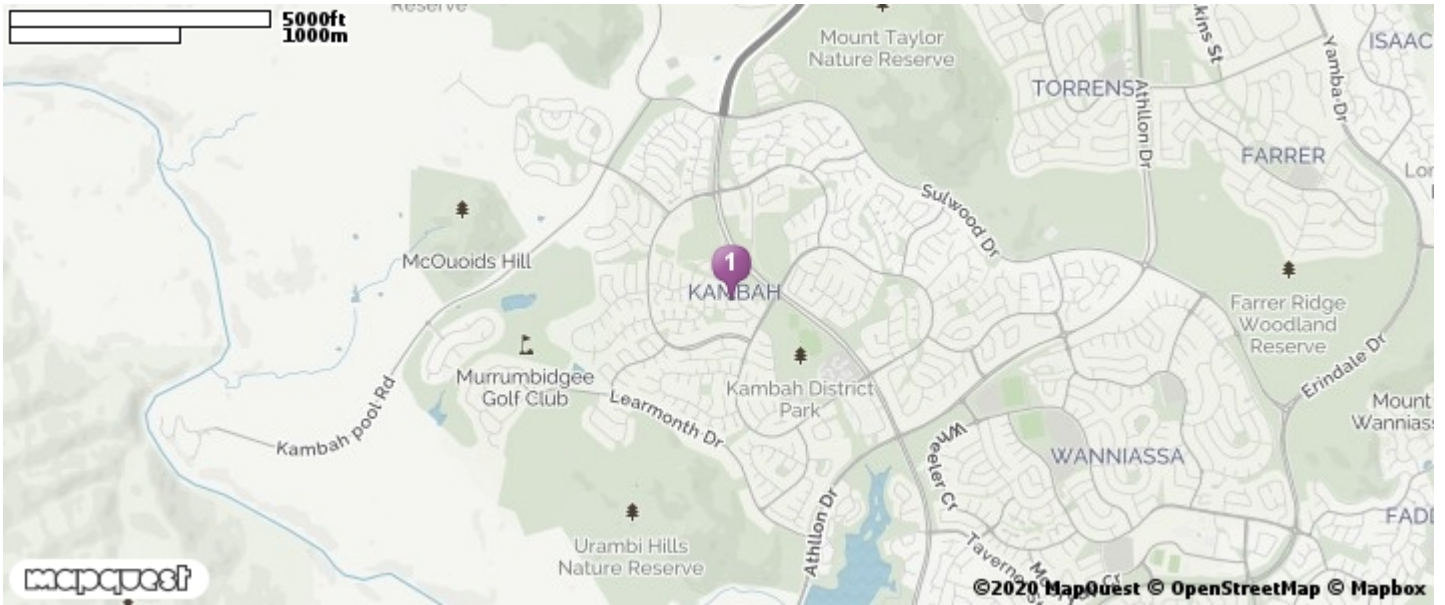 5000ft
1000m
Reserve
Mount Taylor
Nature Reserve
kins St
ISAAC
TORRENS
Athllon Dr
Yamba Dr
FARRER
Sulwood Dr
McQuoids Hill
1
KAMBAH
Farrer Ridge
Woodland
Reserve
Erindale Dr
Murrumbidgee
Golf Club
Kambah District
Park
Kambah pool Rd
Learmonth Dr
Mount
Wanniass
Wheeler Cr
WANNIASSA
Athllon Dr
FADD
Urambi Hills
Nature Reserve
mapquest
©2020 MapQuest © OpenStreetMap © Mapbox